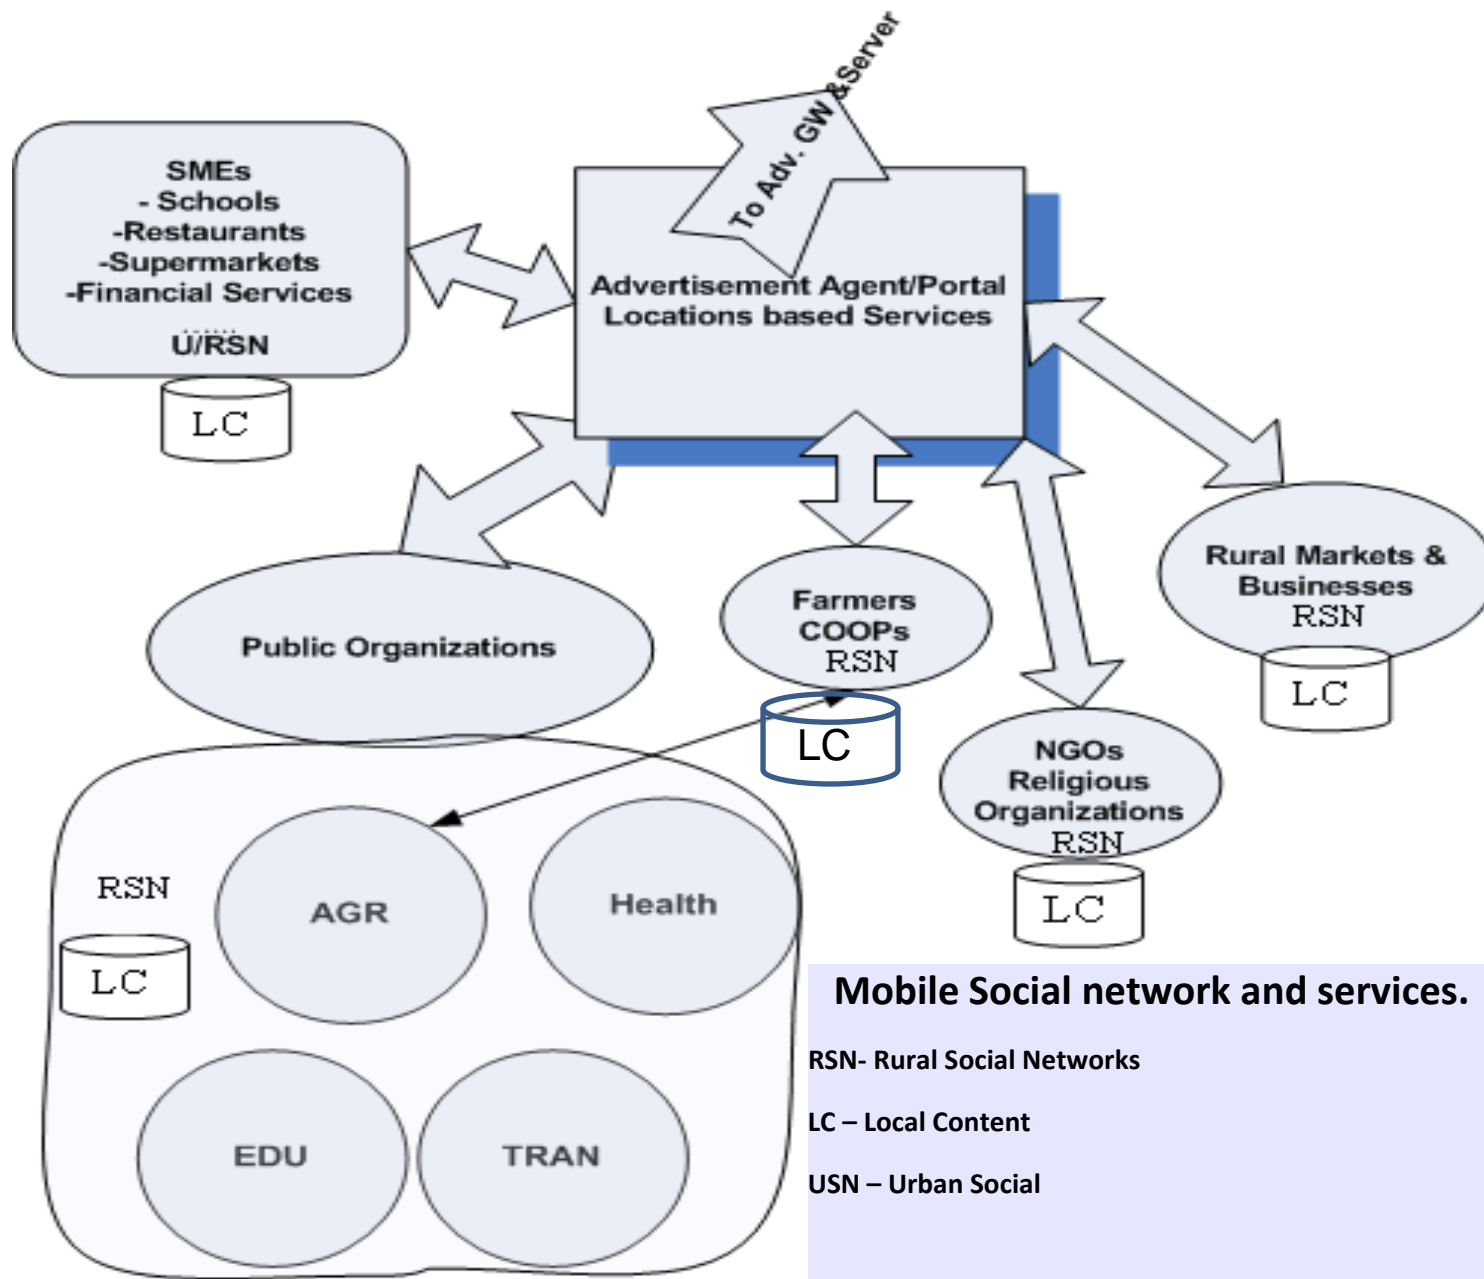 To Adv. GW &Server
SMEs
- Schools
-Restaurants
-Supermarkets
-Financial Services
......
U/RSN
LC
Advertisement Agent/Portal
Locations based Services
Public Organizations
Farmers
COOPs
RSN
LC
Rural Markets &
Businesses
RSN
LC
NGOs
Religious
Organizations
RSN
LC
RSN
LC
AGR
Health
EDU
TRAN
Mobile Social network and services.
RSN- Rural Social Networks
LC – Local Content
USN – Urban Social